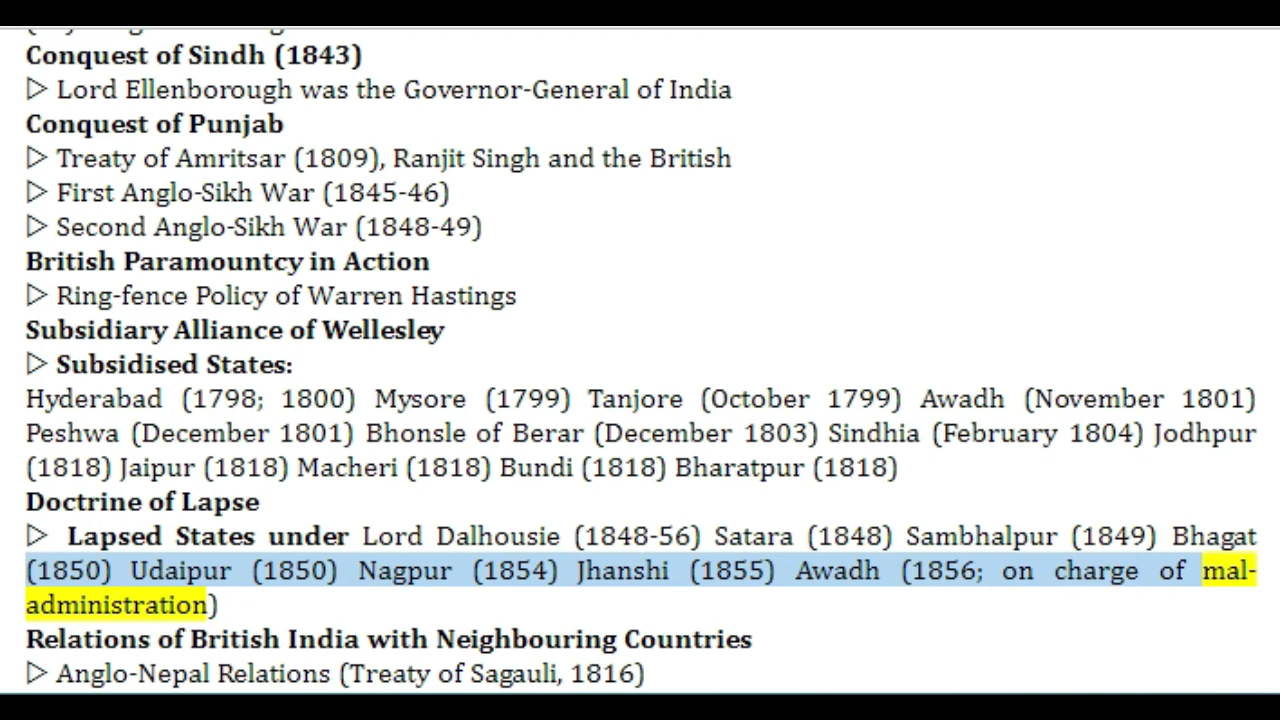 Conquest of Sindh (1843)
▷ Lord Ellenborough was the Governor-General of India
Conquest of Punjab
▷ Treaty of Amritsar (1809), Ranjit Singh and the British
▷ First Anglo-Sikh War (1845-46)
▷ Second Anglo-Sikh War (1848-49)
British Paramountcy in Action
▷ Ring-fence Policy of Warren Hastings
Subsidiary Alliance of Wellesley
▷ Subsidised States:
Hyderabad (1798; 1800) Mysore (1799) Tanjore (October 1799) Awadh (November 1801)
Peshwa (December 1801) Bhonsle of Berar (December 1803) Sindhia (February 1804) Jodhpur
(1818) Jaipur (1818) Macheri (1818) Bundi (1818) Bharatpur (1818)
Doctrine of Lapse
▷ Lapsed States under Lord Dalhousie (1848-56) Satara (1848) Sambhalpur (1849) Bhagat
(1850) Udaipur (1850) Nagpur (1854) Jhanshi (1855) Awadh (1856; on charge of mal-
administration)
Relations of British India with Neighbouring Countries
▷ Anglo-Nepal Relations (Treaty of Sagauli, 1816)